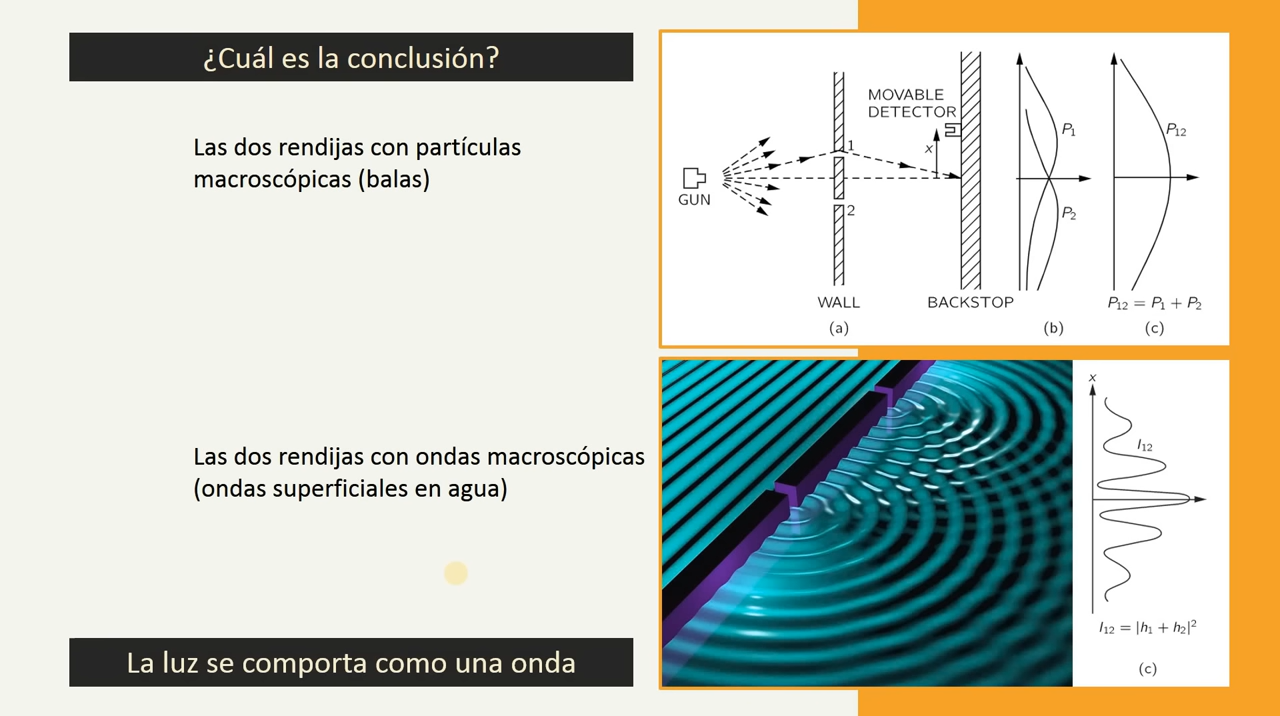 ¿Cuál es la conclusión?
Las dos rendijas con partículas
macroscópicas (balas)
GUN
MOVABLE
DETECTOR
x
1
2
WALL
BACKSTOP
(a)
P₁
P₂
(b)
P₁₂
P₁₂ = P₁ + P₂
(c)
Las dos rendijas con ondas macroscópicas
(ondas superficiales en agua)
x
I₁₂
I₁₂ = |h₁ + h₂|²
(c)
La luz se comporta como una onda